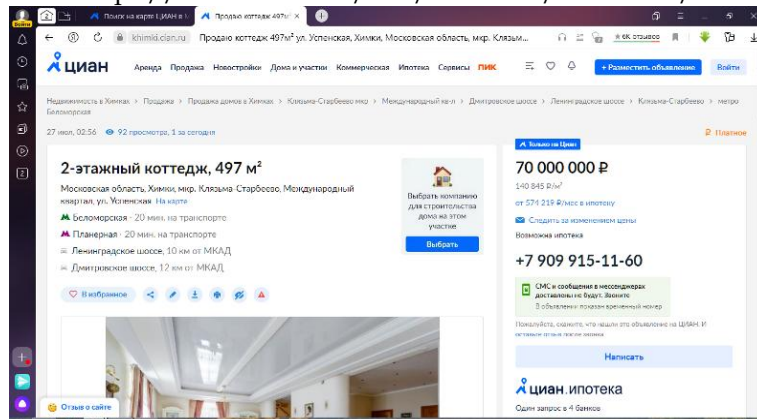 Войти
Поиск на карте ЦИАН в
Продаю коттедж 497м²
khimki.cian.ru Продаю коттедж 497м² ул. Успенская, Химки, Московская область, мкр. Клязьм...
★ 6К отзывов
циан
Аренда Продажа Новостройки Дома и участки Коммерческая Ипотека Сервисы ПИК
+ Разместить объявление
Войти
Недвижимость в Химках > Продажа > Продажа домов в Химках > Клязьма-Старбеево мкр > Международный кв-л > Дмитровское шоссе > Ленинградское шоссе > Клязьма-Старбеево > метро
Беломорская
27 июл, 02:56 92 просмотра, 1 за сегодня
₽ Платное
2-этажный коттедж, 497 м²
Московская область, Химки, мкр. Клязьма-Старбеево, Международный
квартал, ул. Успенская На карте
Беломорская · 20 мин. на транспорте
Планерная · 20 мин. на транспорте
Ленинградское шоссе, 10 км от МКАД
Дмитровское шоссе, 12 км от МКАД
В избранное
Выбрать компанию
для строительства
дома на этом
участке
Выбрать
Только на Циан
70 000 000 ₽
140 845 ₽/м²
от 574 219 ₽/мес в ипотеку
Следить за изменением цены
Возможна ипотека
+7 909 915-11-60
СМС и сообщения в мессенджерах
доставлены не будут. Звоните
В объявлении показан временный номер
Пожалуйста, скажите, что нашли это объявление на ЦИАН. И
оставьте отзыв после звонка
Написать
циан.ипотека
Один запрос в 4 банков
Отзыв о сайте